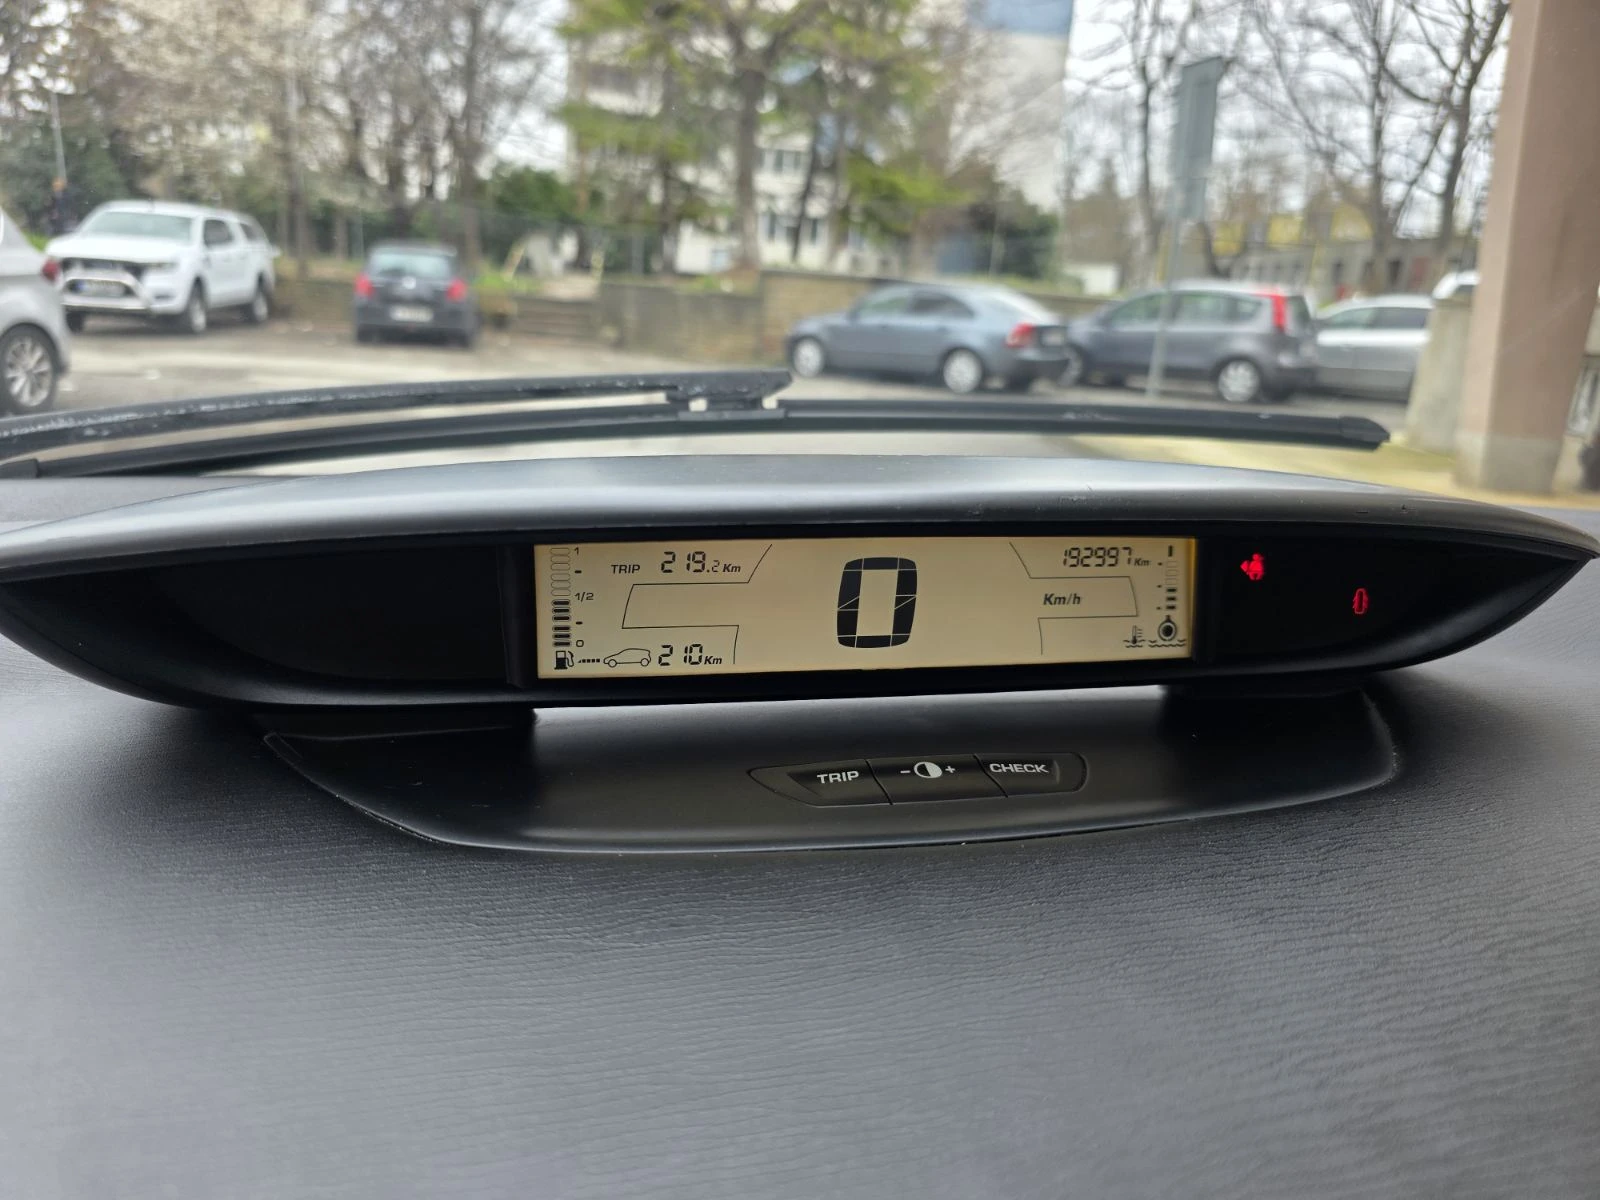 1
TRIP 219.2 Km
192997 Km
1/2
0
Km/h
0
210 Km
TRIP
- +
CHECK